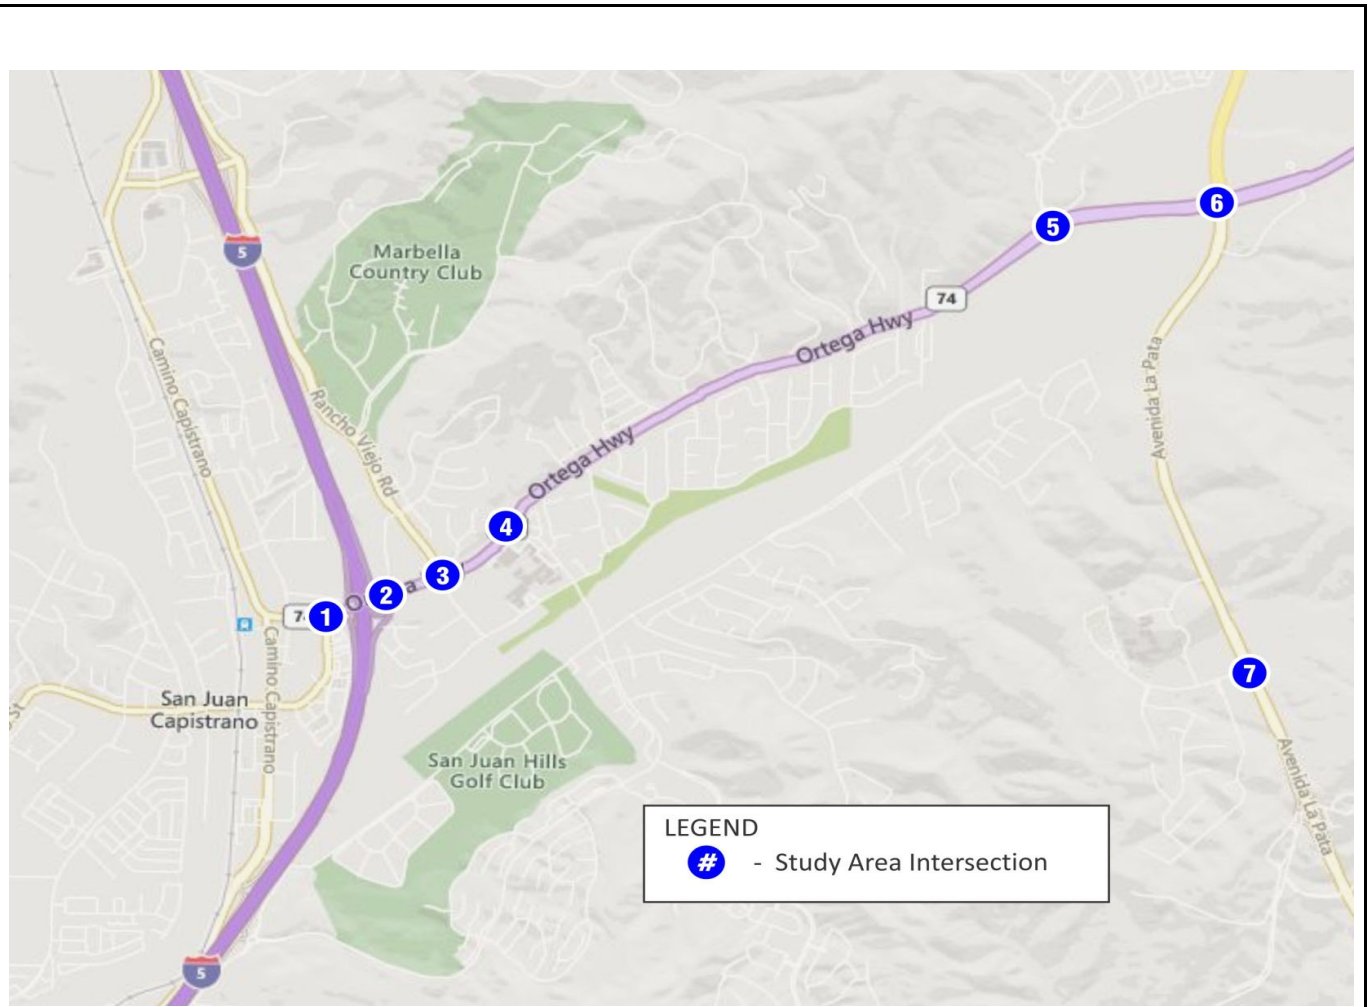 5
Marbella
Country Club
Camino Capistrano
Rancho Viejo Rd
Ortega Hwy
74
Ortega Hwy
5
6
Avenida La Pata
4
3
2
1
Camino Capistrano
San Juan
Capistrano
7
San Juan Hills
Golf Club
Avenida La Pata
LEGEND
# - Study Area Intersection
5